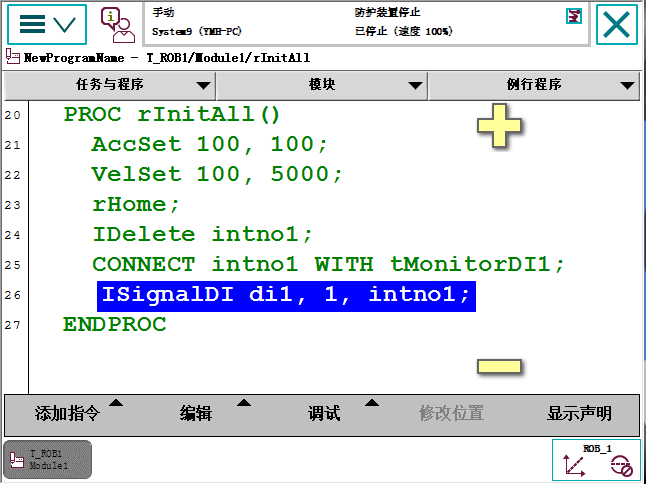 手动
防护装置停止
System9 (YMH-PC)
已停止 (速度 100%)
NewProgramName - T_ROB1/Module1/rInitAll
任务与程序 模块 例行程序
20 PROC rInitAll()
21 AccSet 100, 100;
22 VelSet 100, 5000;
23 rHome;
24 IDelete intno1;
25 CONNECT intno1 WITH tMonitorDI1;
26 ISignalDI di1, 1, intno1;
27 ENDPROC
添加指令 编辑 调试 修改位置 显示声明
T_ROB1
Module1
ROB_1